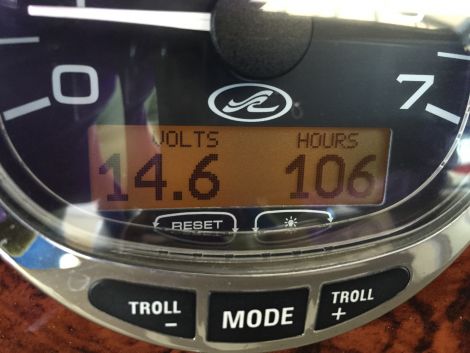 0 7
VOLTS HOURS
14.6 106
RESET
TROLL - MODE TROLL +